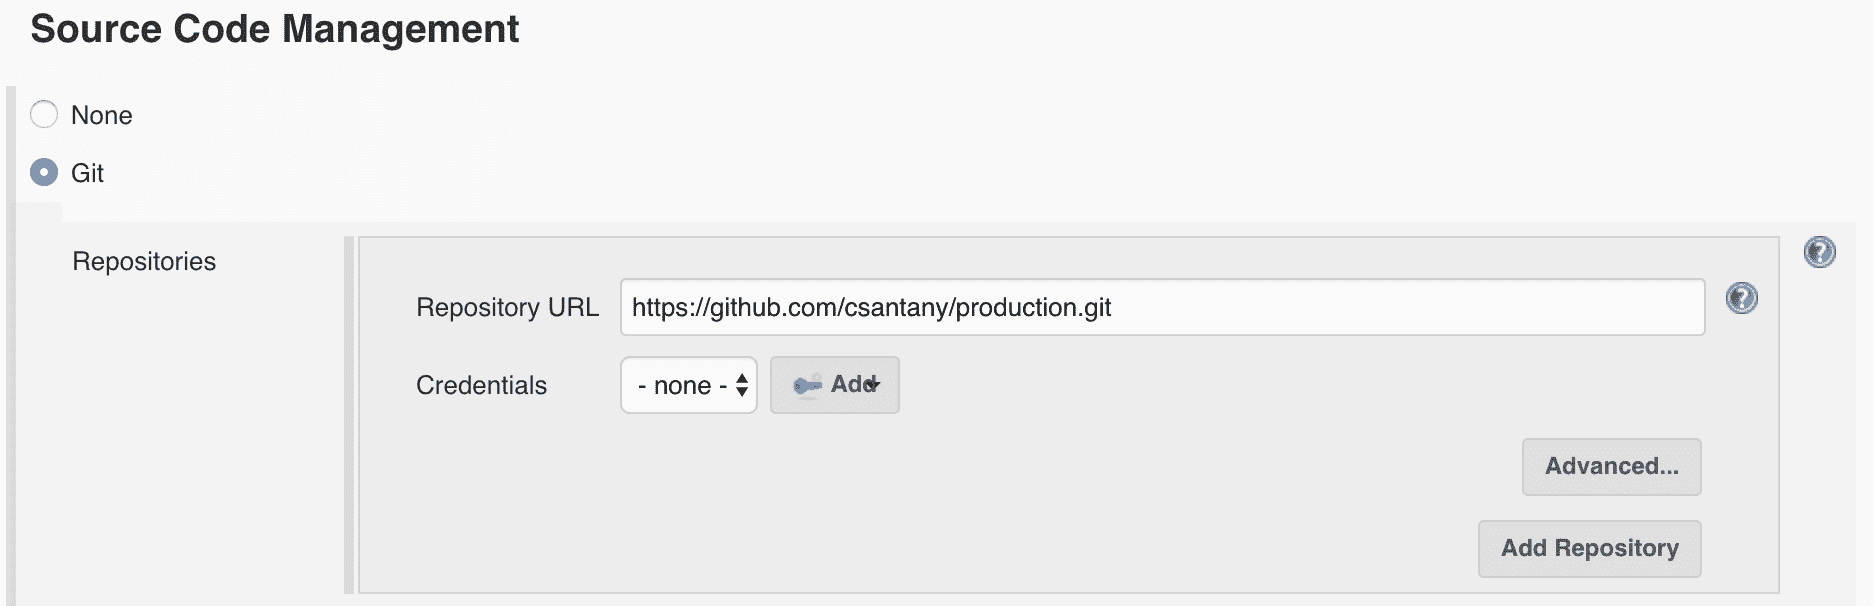 Source Code Management
None
Git
Repositories
Repository URL https://github.com/csantany/production.git
Credentials - none - Add
Advanced...
Add Repository